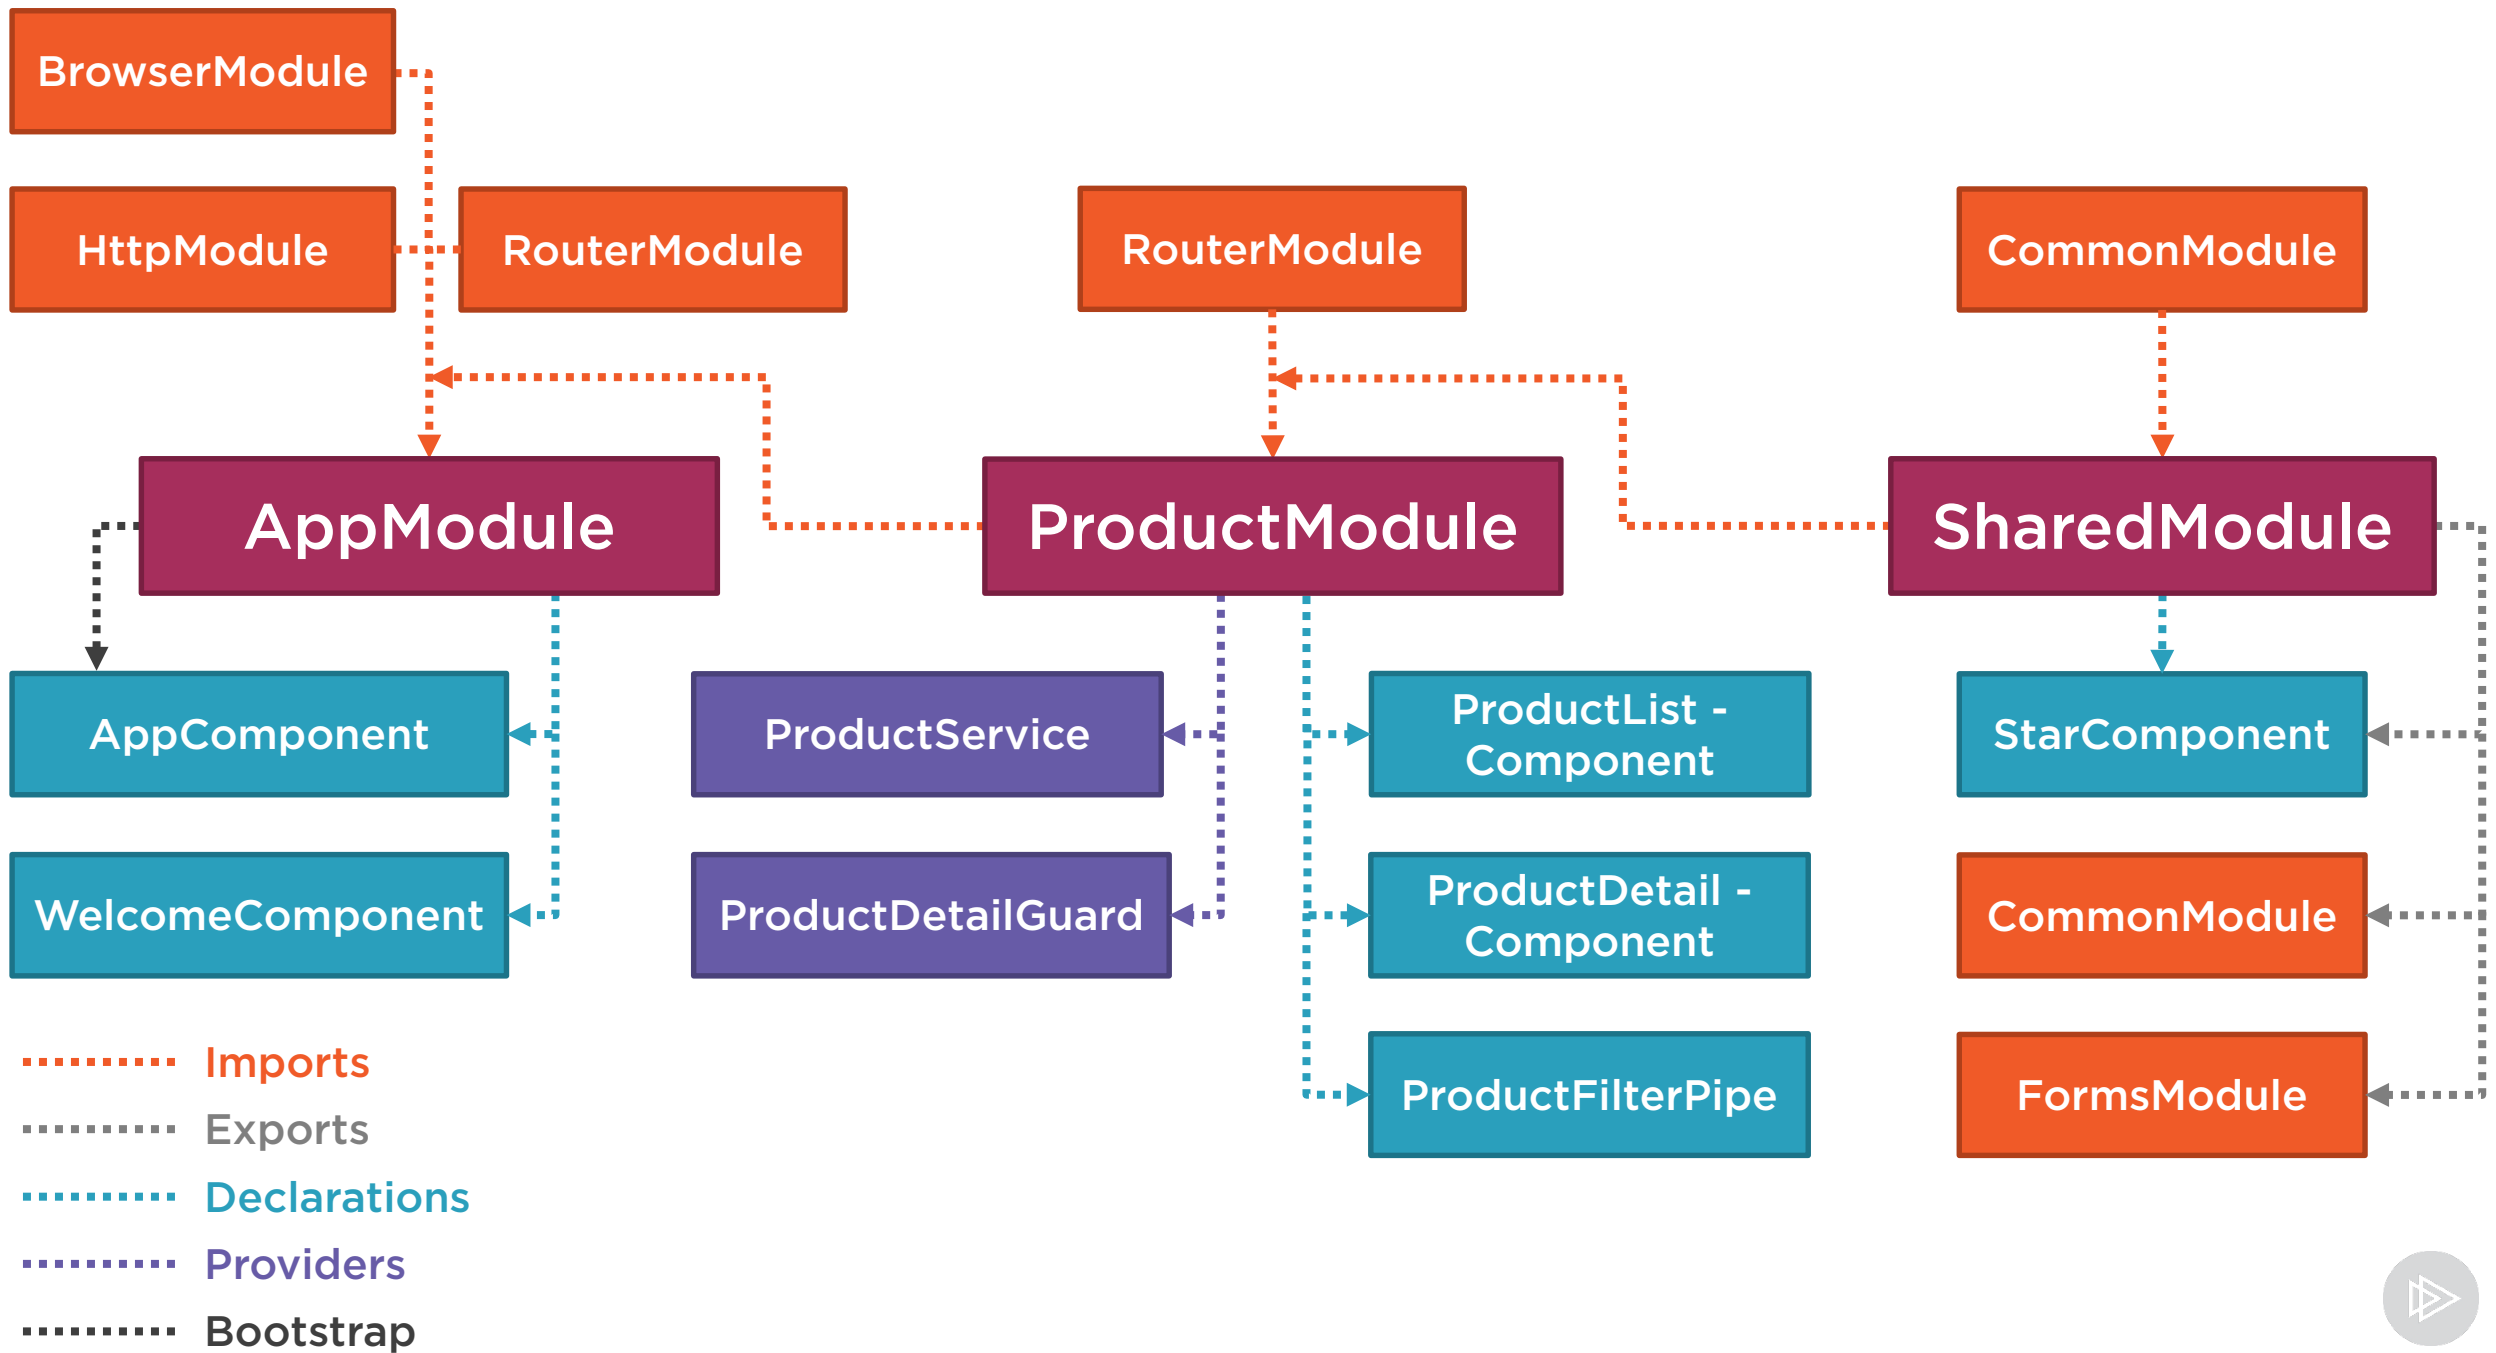 BrowserModule
HttpModule
RouterModule
RouterModule
CommonModule
AppModule
ProductModule
SharedModule
AppComponent
ProductService
ProductList -
Component
StarComponent
WelcomeComponent
ProductDetailGuard
ProductDetail -
Component
CommonModule
ProductFilterPipe
FormsModule
Imports
Exports
Declarations
Providers
Bootstrap